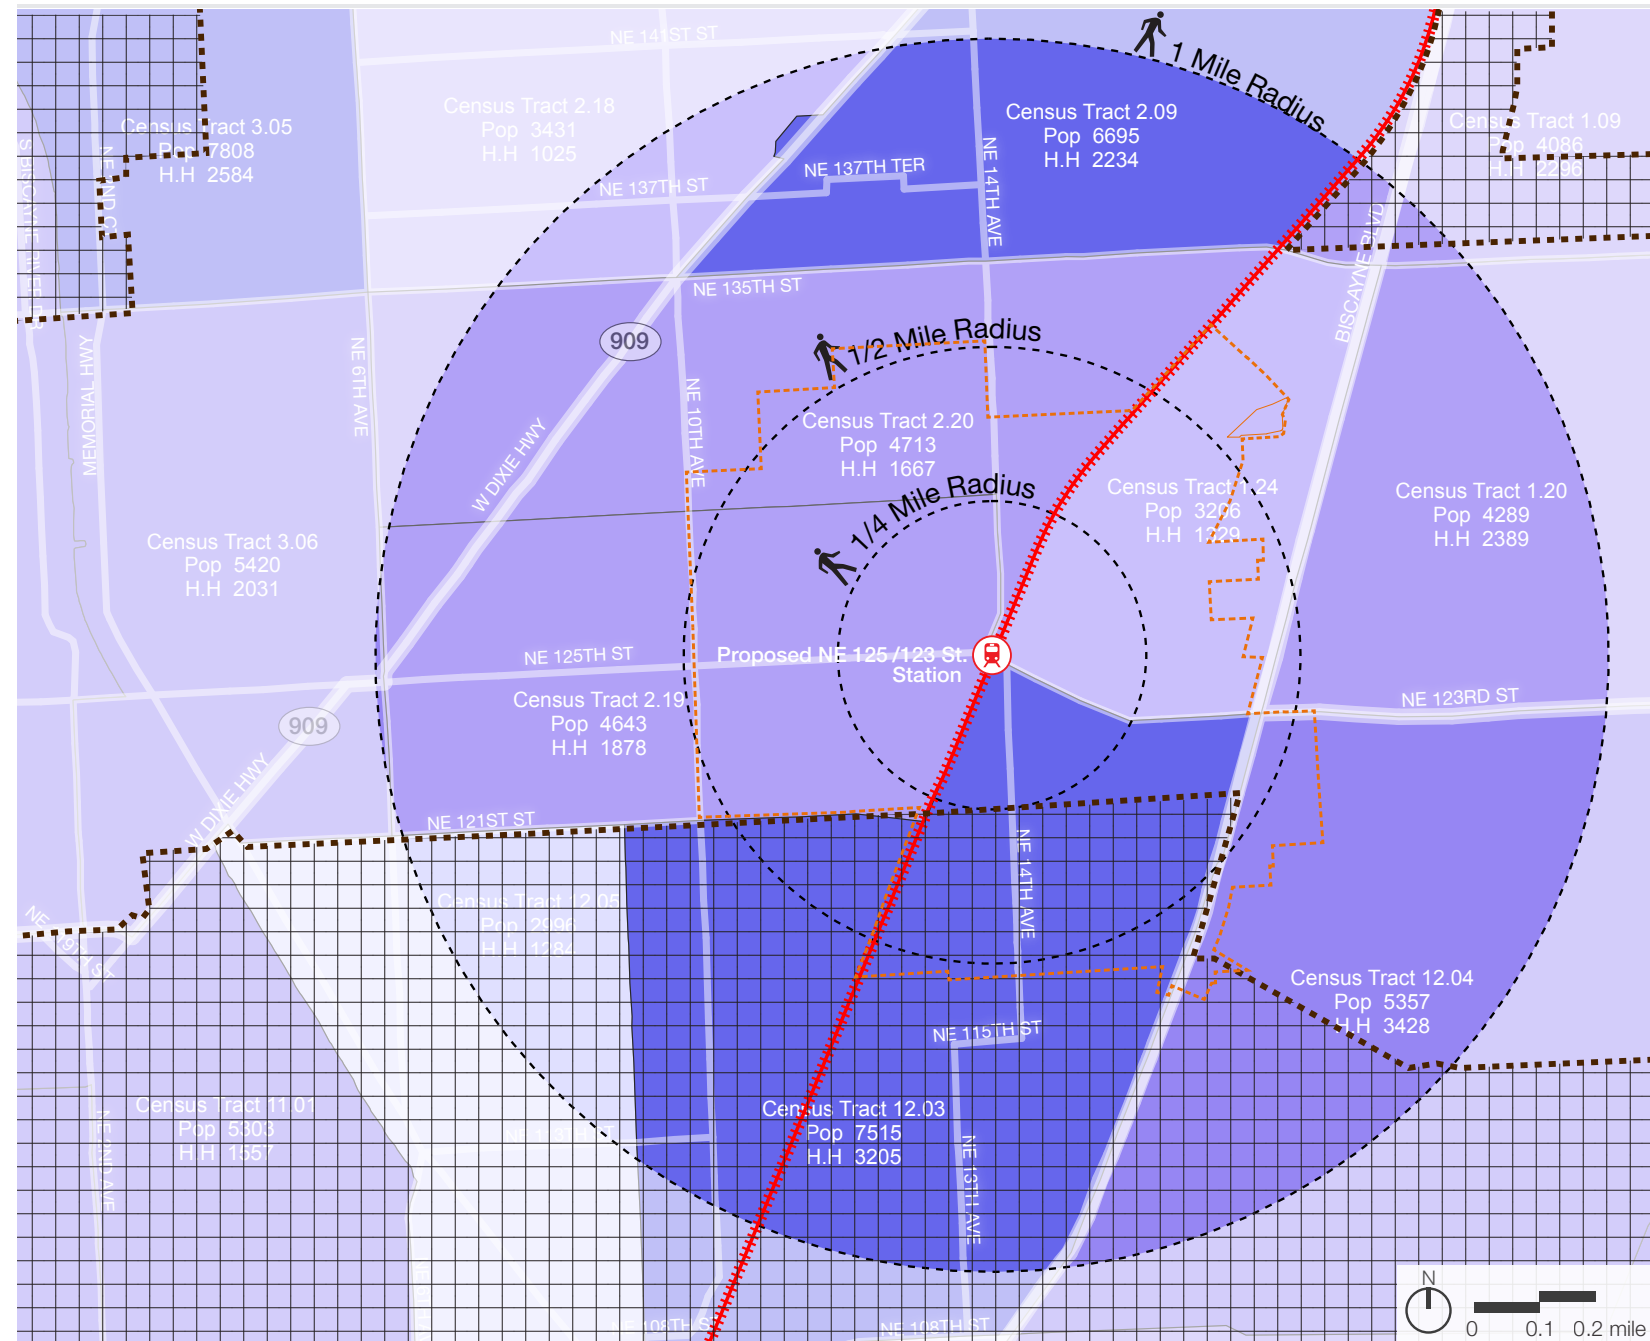 NE 141ST ST
1 Mile Radius
Census Tract 2.18
Pop 3431
H.H 1025
Census Tract 2.09
Pop 6695
H.H 2234
Census Tract 3.05
Pop 7808
H.H 2584
Census Tract 1.09
Pop 4086
H.H 2296
NE 137TH TER
NE 137TH ST
NE 14TH AVE
BISCAYNE BLVD
NE 135TH ST
909
1/2 Mile Radius
NE 6TH AVE
MEMORIAL HWY
NE 10TH AVE
W DIXIE HWY
Census Tract 2.20
Pop 4713
H.H 1667
1/4 Mile Radius
Census Tract 1.24
Pop 3206
H.H 1329
Census Tract 1.20
Pop 4289
H.H 2389
Census Tract 3.06
Pop 5420
H.H 2031
NE 125TH ST
Proposed NE 125 /123 St.
Station
Census Tract 2.19
Pop 4643
H.H 1878
NE 123RD ST
909
W DIXIE HWY
NE 121ST ST
NE 14TH AVE
Census Tract 12.05
Pop 2996
H.H 1284
NE 119TH ST
Census Tract 12.04
Pop 5357
H.H 3428
NE 115TH ST
Census Tract 11.01
Pop 5303
H.H 1557
NE 2ND AVE
Census Tract 12.03
Pop 7515
H.H 3205
NE 13TH AVE
NE 108TH ST
NE 108TH ST
N
0 0.1 0.2 mile